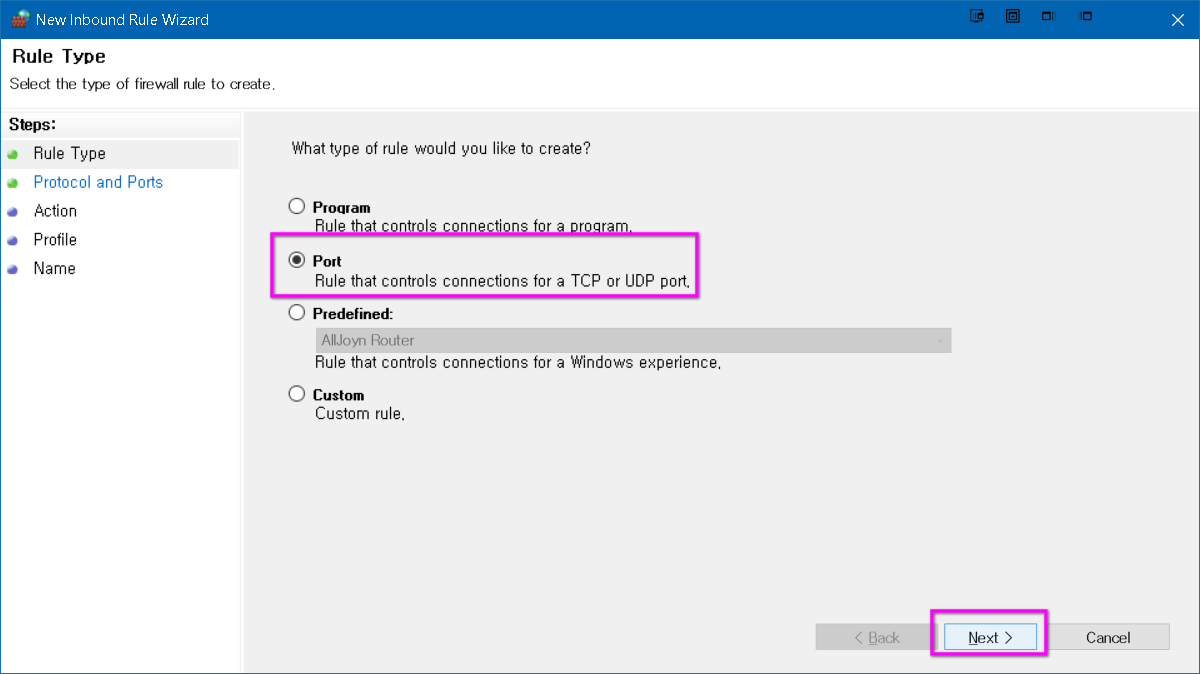 New Inbound Rule Wizard
Rule Type
Select the type of firewall rule to create.
Steps:
Rule Type
Protocol and Ports
Action
Profile
Name
What type of rule would you like to create?
Program
Rule that controls connections for a program.
Port
Rule that controls connections for a TCP or UDP port.
Predefined:
AllJoyn Router
Rule that controls connections for a Windows experience.
Custom
Custom rule.
< Back
Next >
Cancel